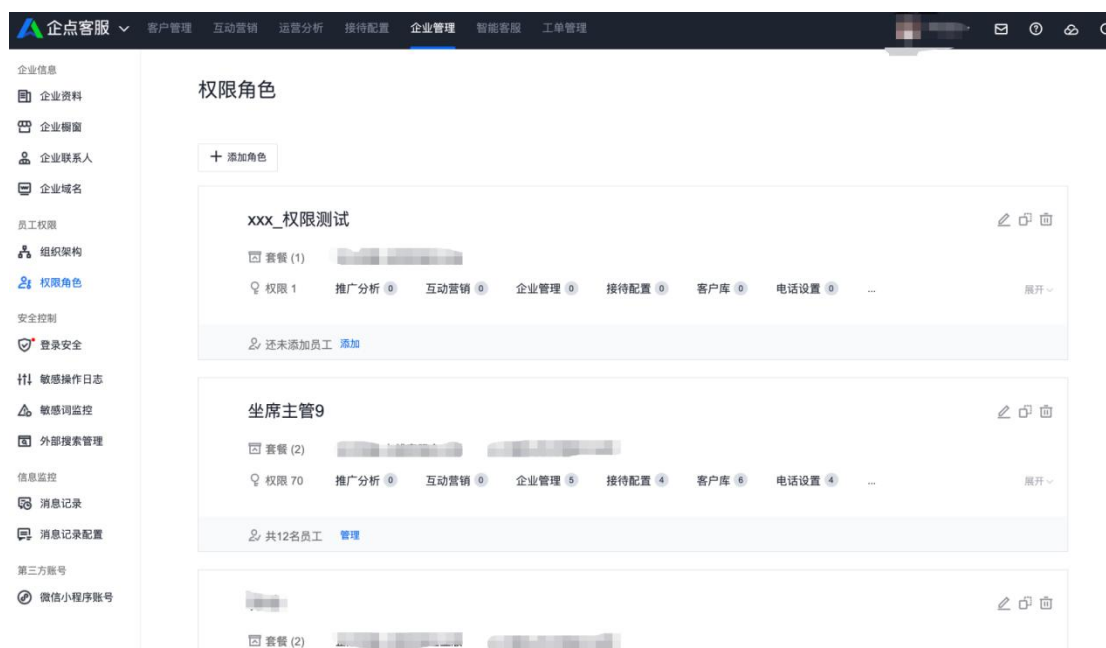 企点客服 客户管理 互动营销 运营分析 接待配置 企业管理 智能客服 工单管理
企业信息
企业资料
企业橱窗
企业联系人
企业域名
员工权限
组织架构
权限角色
安全控制
登录安全
敏感操作日志
敏感词监控
外部搜索管理
信息监控
消息记录
消息记录配置
第三方账号
微信小程序账号
权限角色
添加角色
xxx_权限测试
套餐 (1)
权限 1 推广分析 0 互动营销 0 企业管理 0 接待配置 0 客户库 0 电话设置 0 ... 展开
还未添加员工 添加
坐席主管9
套餐 (2)
权限 70 推广分析 0 互动营销 0 企业管理 5 接待配置 4 客户库 6 电话设置 4 ... 展开
共12名员工 管理
套餐 (2)